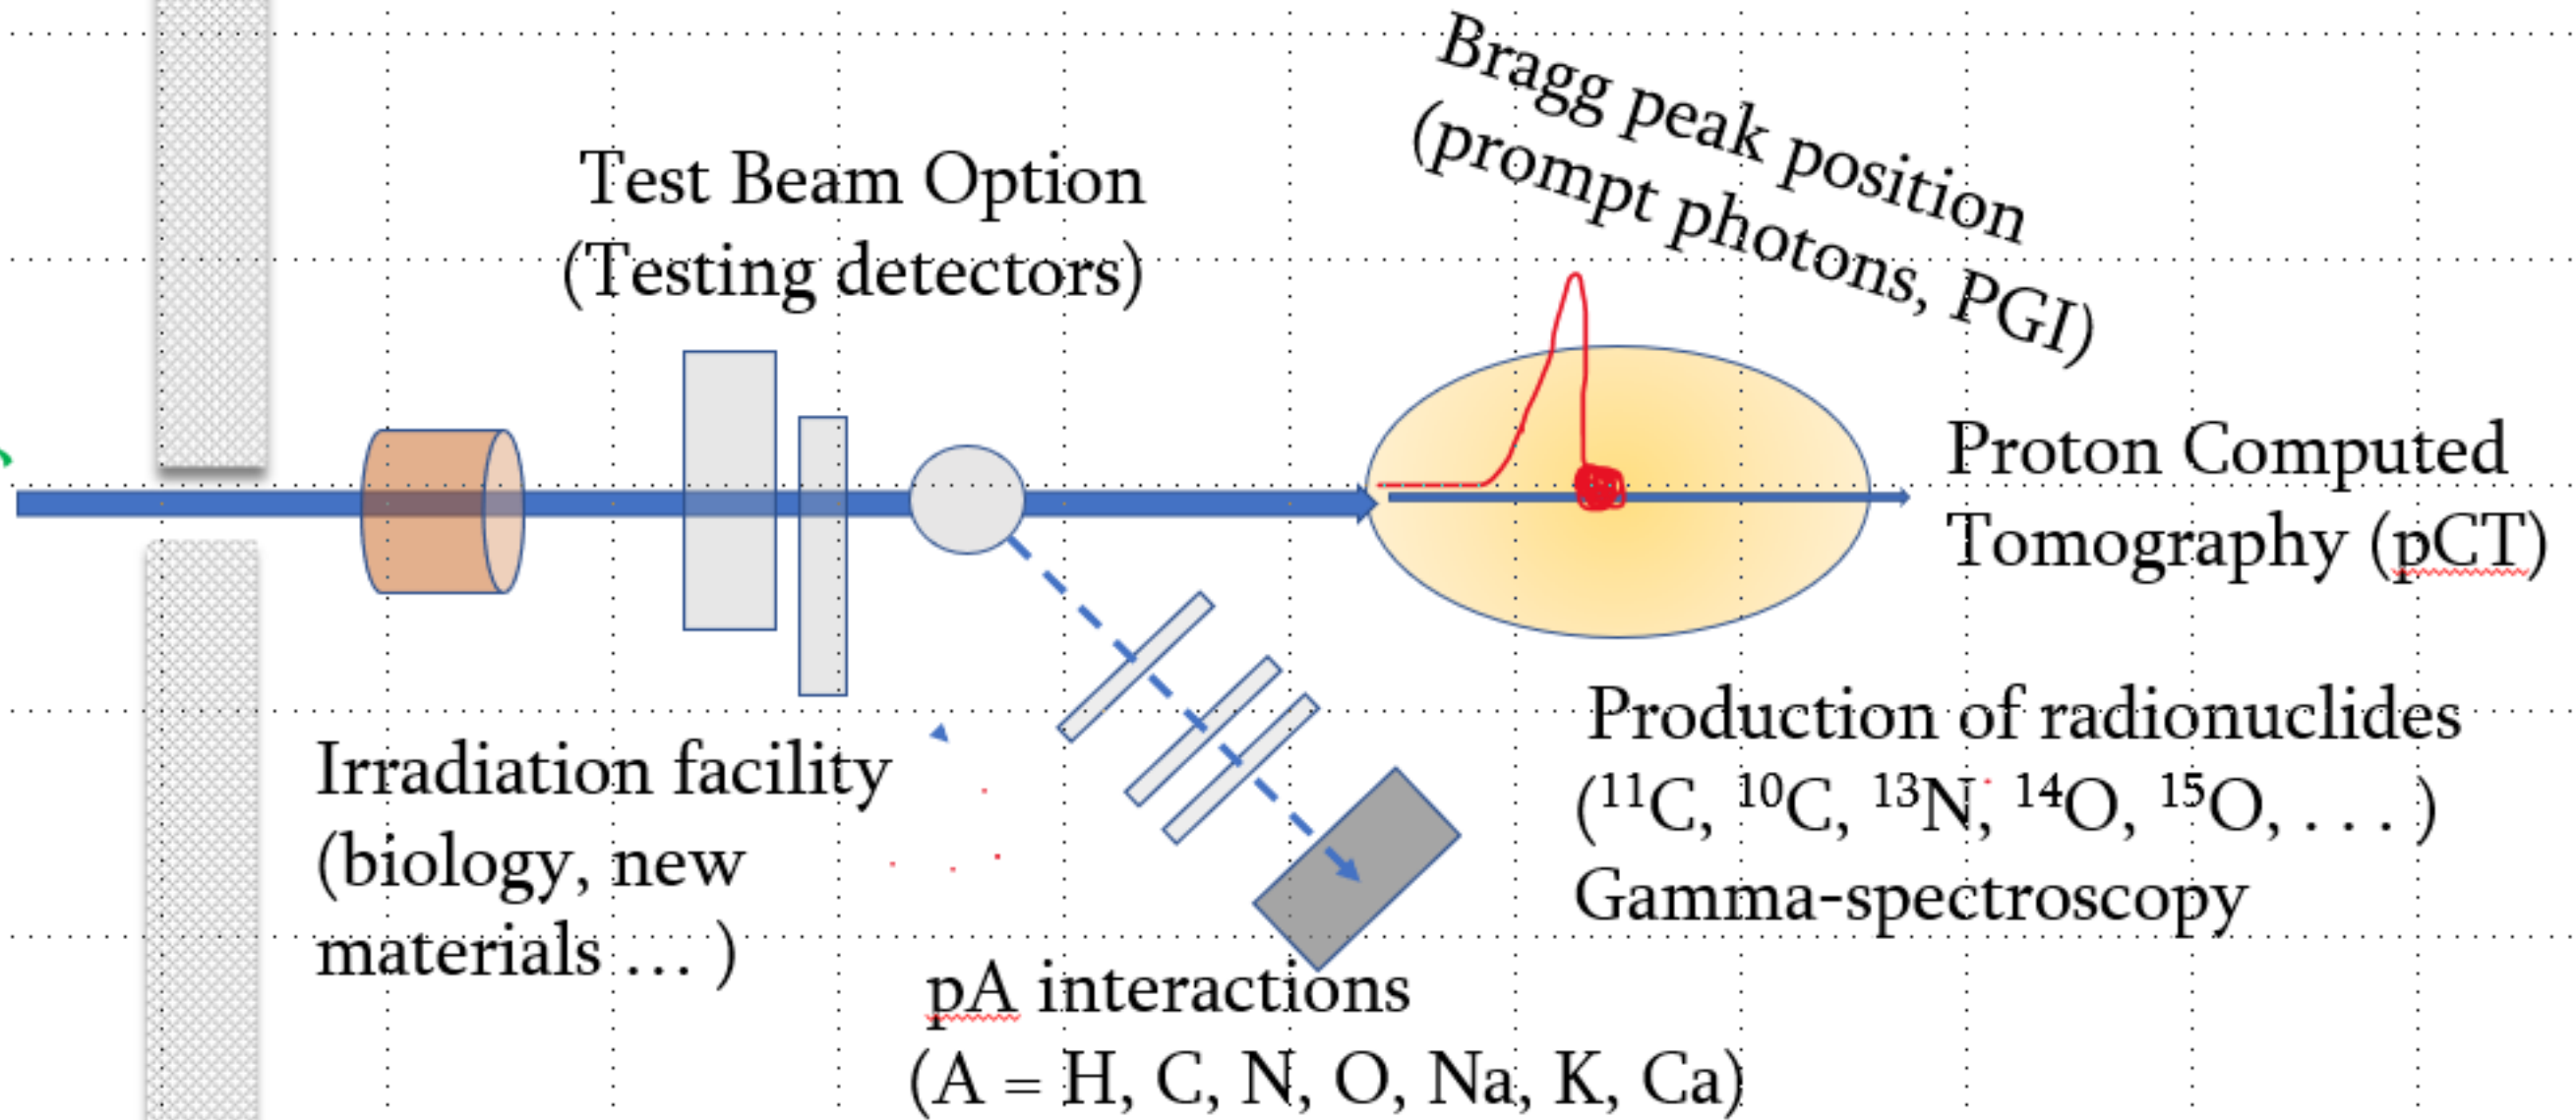 Bragg peak position
(prompt photons, PGI)
Test Beam Option
(Testing detectors)
Proton Computed
Tomography (pCT)
Irradiation facility
(biology, new
materials … )
Production of radionuclides
(¹¹C, ¹⁰C, ¹³N, ¹⁴O, ¹⁵O, . . . )
Gamma-spectroscopy
pA interactions
(A = H, C, N, O, Na, K, Ca)